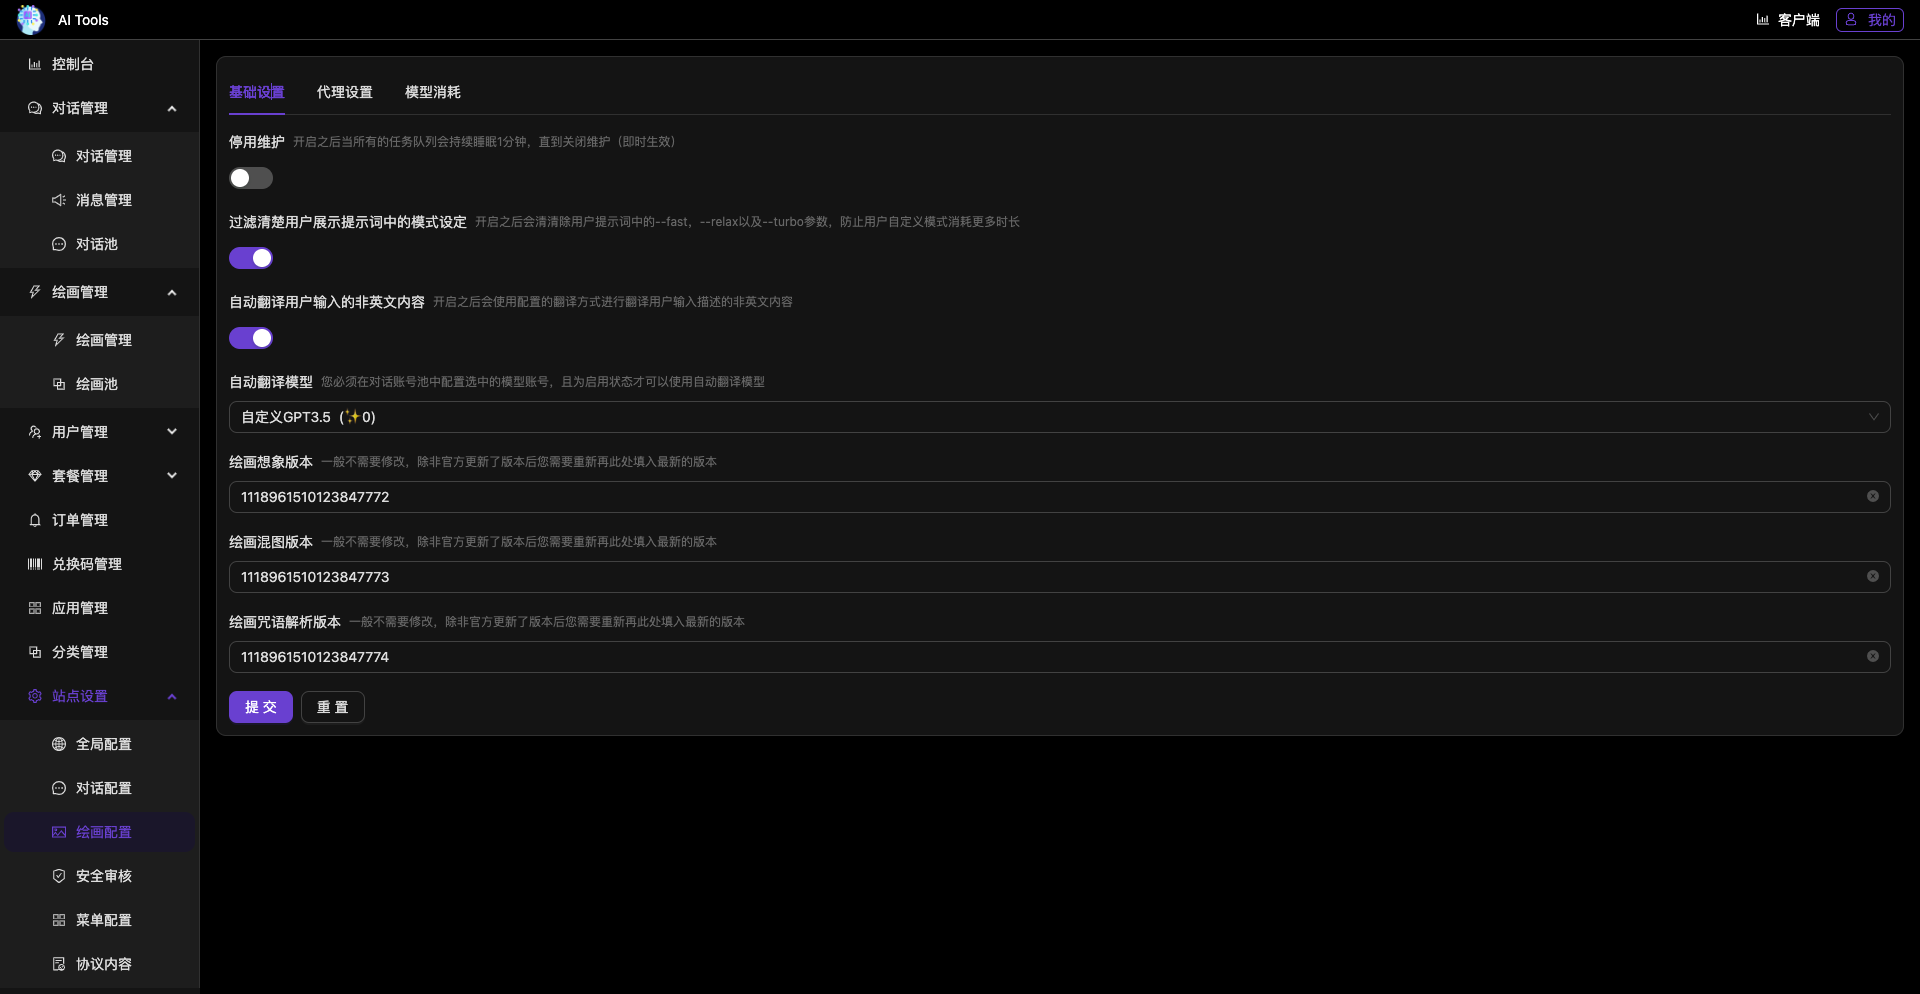 AI Tools
客户端
我的
控制台
对话管理
对话管理
消息管理
对话池
绘画管理
绘画管理
绘画池
用户管理
套餐管理
订单管理
兑换码管理
应用管理
分类管理
站点设置
全局配置
对话配置
绘画配置
安全审核
菜单配置
协议内容
基础设置 代理设置 模型消耗
停用维护 开启之后当所有的任务队列会持续睡眠1分钟，直到关闭维护（即时生效）
过滤清楚用户展示提示词中的模式设定 开启之后会清清除用户提示词中的--fast，--relax以及--turbo参数，防止用户自定义模式消耗更多时长
自动翻译用户输入的非英文内容 开启之后会使用配置的翻译方式进行翻译用户输入描述的非英文内容
自动翻译模型 您必须在对话账号池中配置选中的模型账号，且为启用状态才可以使用自动翻译模型
自定义GPT3.5（✨0）
绘画想象版本 一般不需要修改，除非官方更新了版本后您需要重新再此处填入最新的版本
1118961510123847772
绘画混图版本 一般不需要修改，除非官方更新了版本后您需要重新再此处填入最新的版本
1118961510123847773
绘画咒语解析版本 一般不需要修改，除非官方更新了版本后您需要重新再此处填入最新的版本
1118961510123847774
提 交 重 置